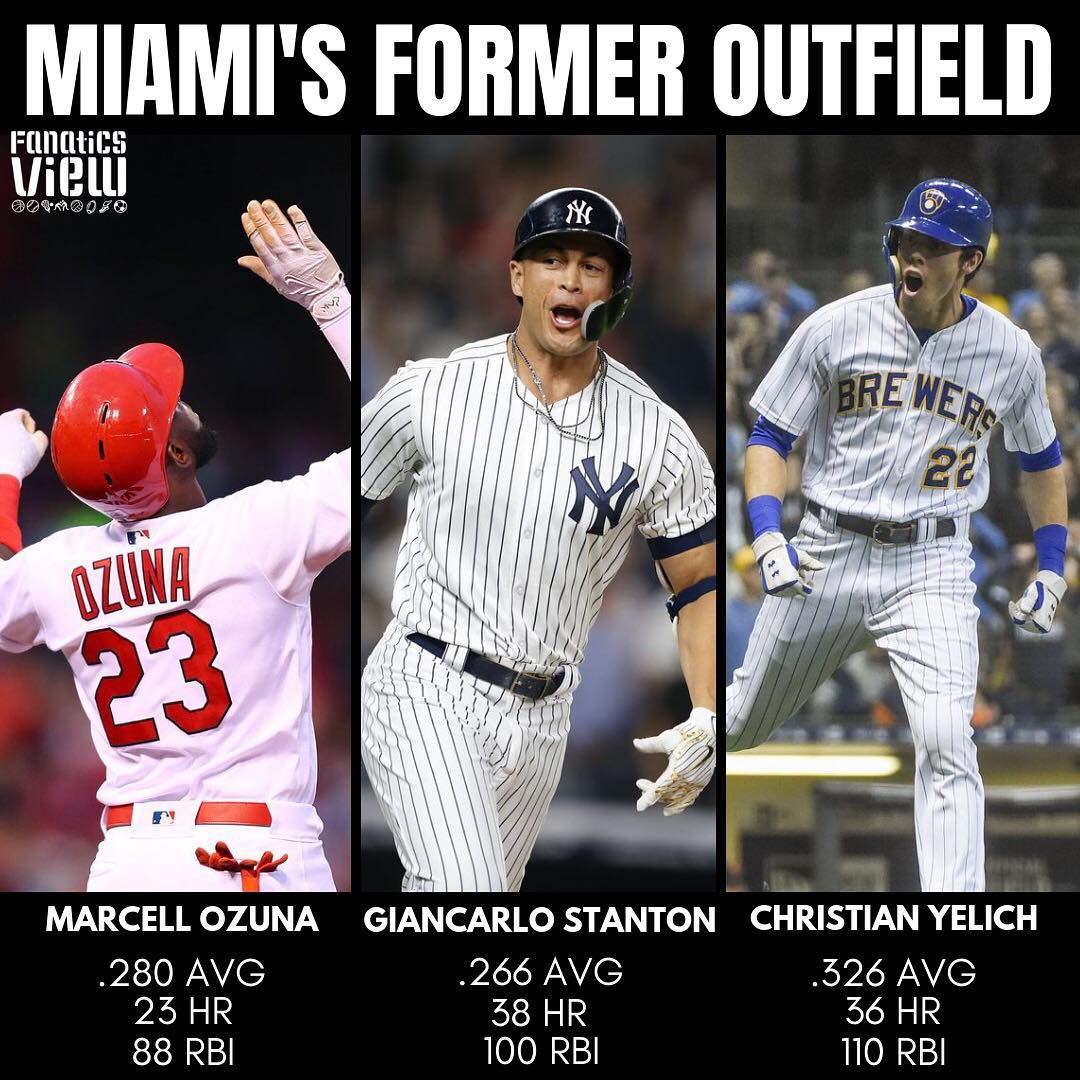 MIAMI'S FORMER OUTFIELD
Fanatics
View
NY
NY
BREWERS
22
OZUNA
23
MARCELL OZUNA
.280 AVG
23 HR
88 RBI
GIANCARLO STANTON
.266 AVG
38 HR
100 RBI
CHRISTIAN YELICH
.326 AVG
36 HR
110 RBI